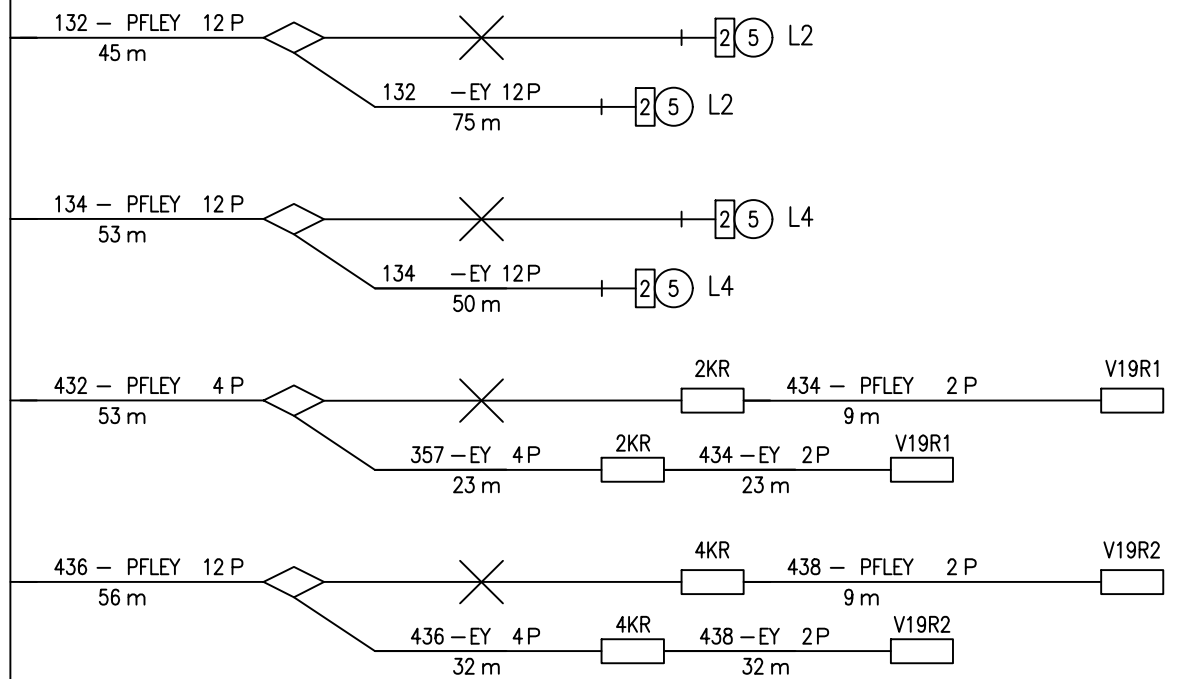 132 - PFLEY 12 P
45 m
2 5 L2
132 -EY 12P
75 m
2 5 L2
134 - PFLEY 12 P
53 m
2 5 L4
134 -EY 12P
50 m
2 5 L4
432 - PFLEY 4 P
53 m
2KR
434 - PFLEY 2 P
9 m
V19R1
357 -EY 4P
23 m
2KR
434 -EY 2P
23 m
V19R1
436 - PFLEY 12 P
56 m
4KR
438 - PFLEY 2 P
9 m
V19R2
436 -EY 4P
32 m
4KR
438 -EY 2P
32 m
V19R2